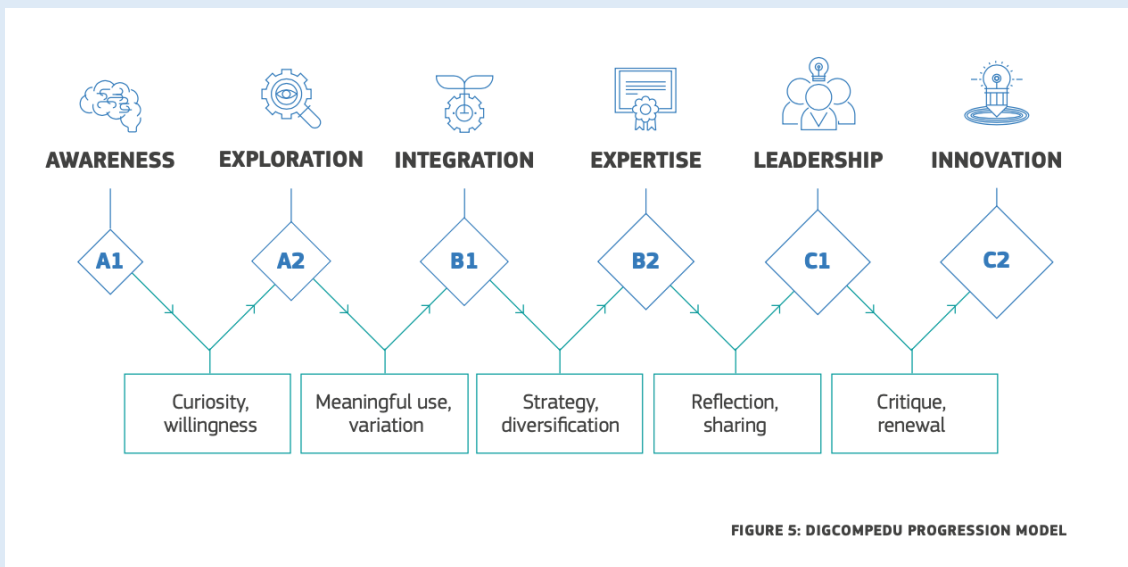 AWARENESS
EXPLORATION
INTEGRATION
EXPERTISE
LEADERSHIP
INNOVATION
A1
A2
B1
B2
C1
C2
Curiosity,
willingness
Meaningful use,
variation
Strategy,
diversification
Reflection,
sharing
Critique,
renewal
FIGURE 5: DIGCOMPEDU PROGRESSION MODEL